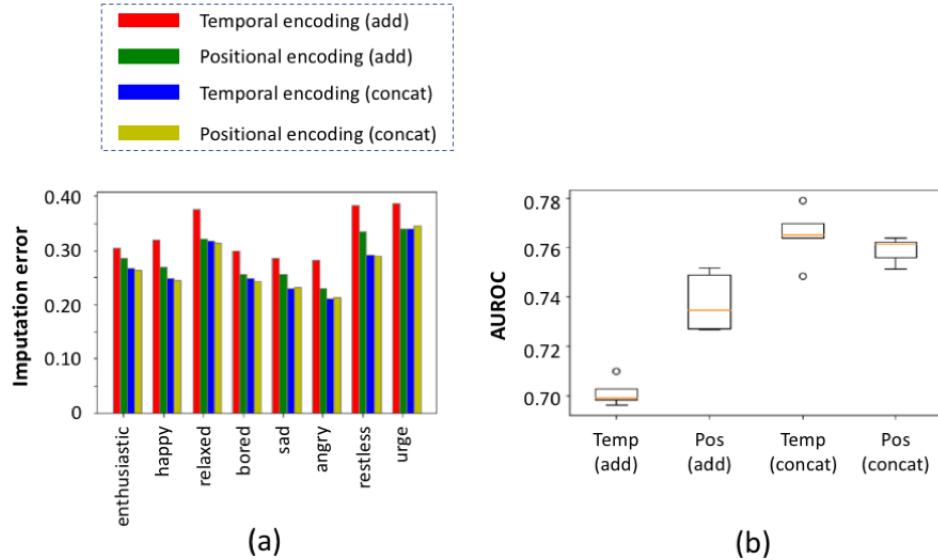 Temporal encoding (add)
Positional encoding (add)
Temporal encoding (concat)
Positional encoding (concat)
Imputation error
0.40
0.30
0.20
0.10
0
enthusiastic
happy
relaxed
bored
sad
angry
restless
urge
(a)
AUROC
0.78
0.76
0.74
0.72
0.70
Temp
(add)
Pos
(add)
Temp
(concat)
Pos
(concat)
(b)